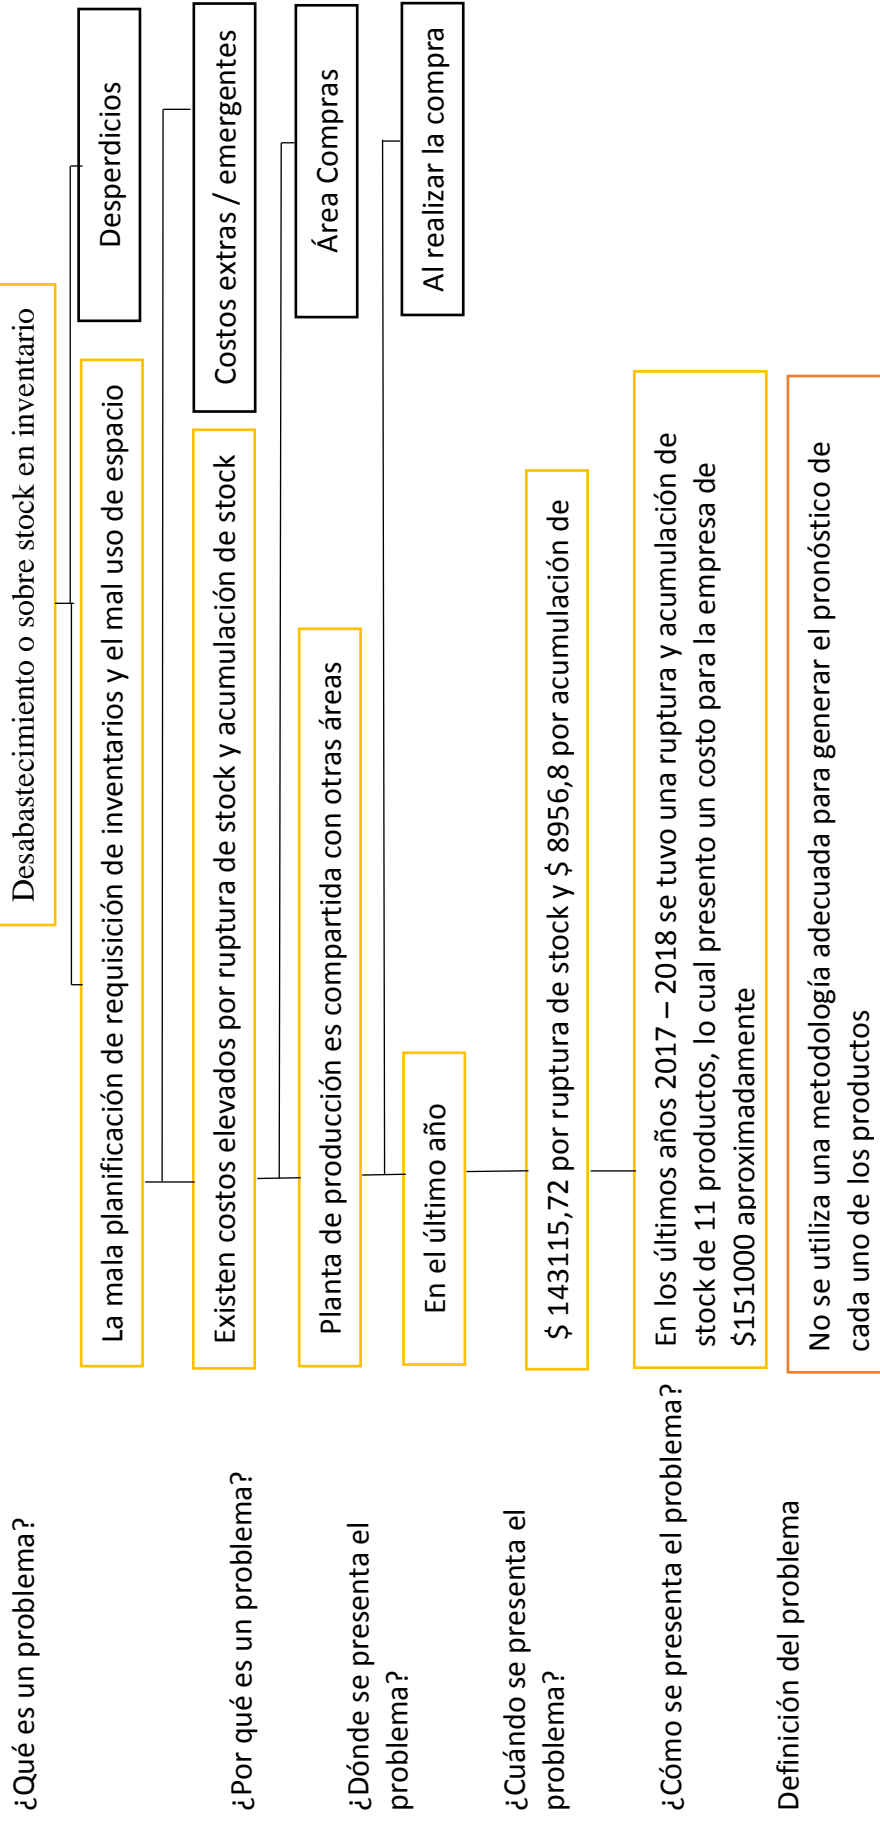 ¿Qué es un problema?
Desabastecimiento o sobre stock en inventario
La mala planificación de requisición de inventarios y el mal uso de espacio
Desperdicios
¿Por qué es un problema?
Existen costos elevados por ruptura de stock y acumulación de stock
Costos extras / emergentes
¿Dónde se presenta el
problema?
Planta de producción es compartida con otras áreas
Área Compras
En el último año
Al realizar la compra
¿Cuándo se presenta el
problema?
$ 143115,72 por ruptura de stock y $ 8956,8 por acumulación de
¿Cómo se presenta el problema?
En los últimos años 2017 – 2018 se tuvo una ruptura y acumulación de
stock de 11 productos, lo cual presento un costo para la empresa de
$151000 aproximadamente
Definición del problema
No se utiliza una metodología adecuada para generar el pronóstico de
cada uno de los productos